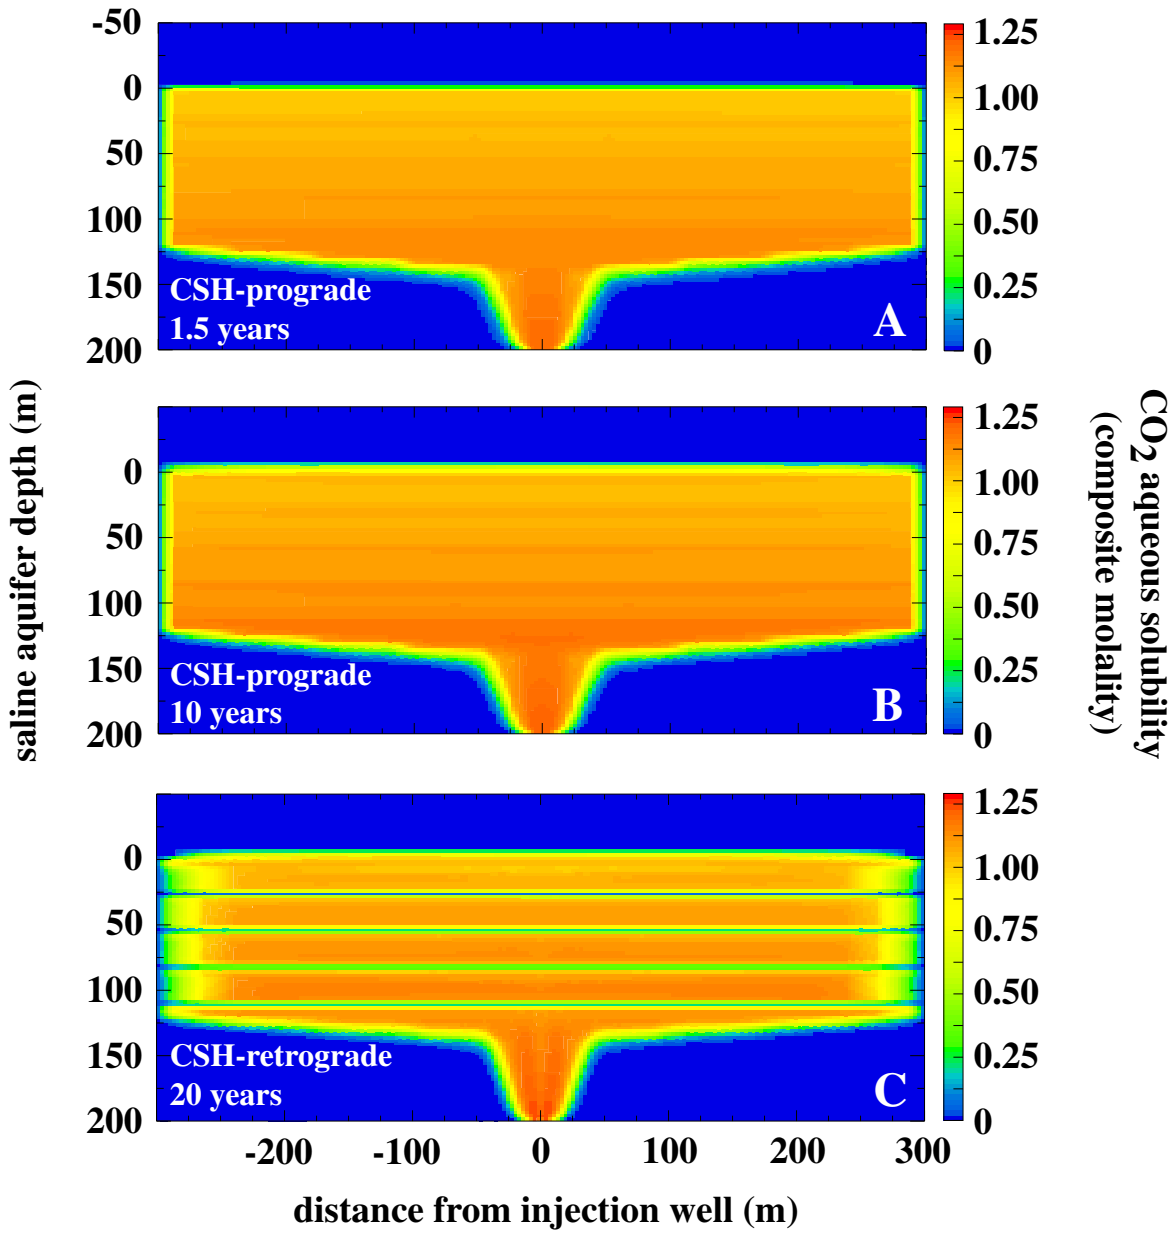 -50
0
50
100
150
200
CSH-prograde
1.5 years
A
1.25
1.00
0.75
0.50
0.25
0
0
50
100
150
200
CSH-prograde
10 years
B
1.25
1.00
0.75
0.50
0.25
0
0
50
100
150
200
CSH-retrograde
20 years
C
1.25
1.00
0.75
0.50
0.25
0
-200 -100 0 100 200 300
distance from injection well (m)
saline aquifer depth (m)
CO2 aqueous solubility
(composite molality)